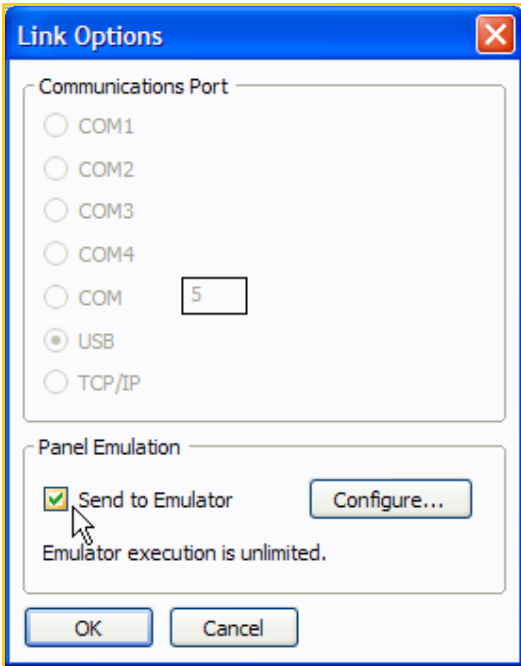 Link Options
Communications Port
COM1
COM2
COM3
COM4
COM 5
USB
TCP/IP
Panel Emulation
Send to Emulator Configure...
Emulator execution is unlimited.
OK Cancel